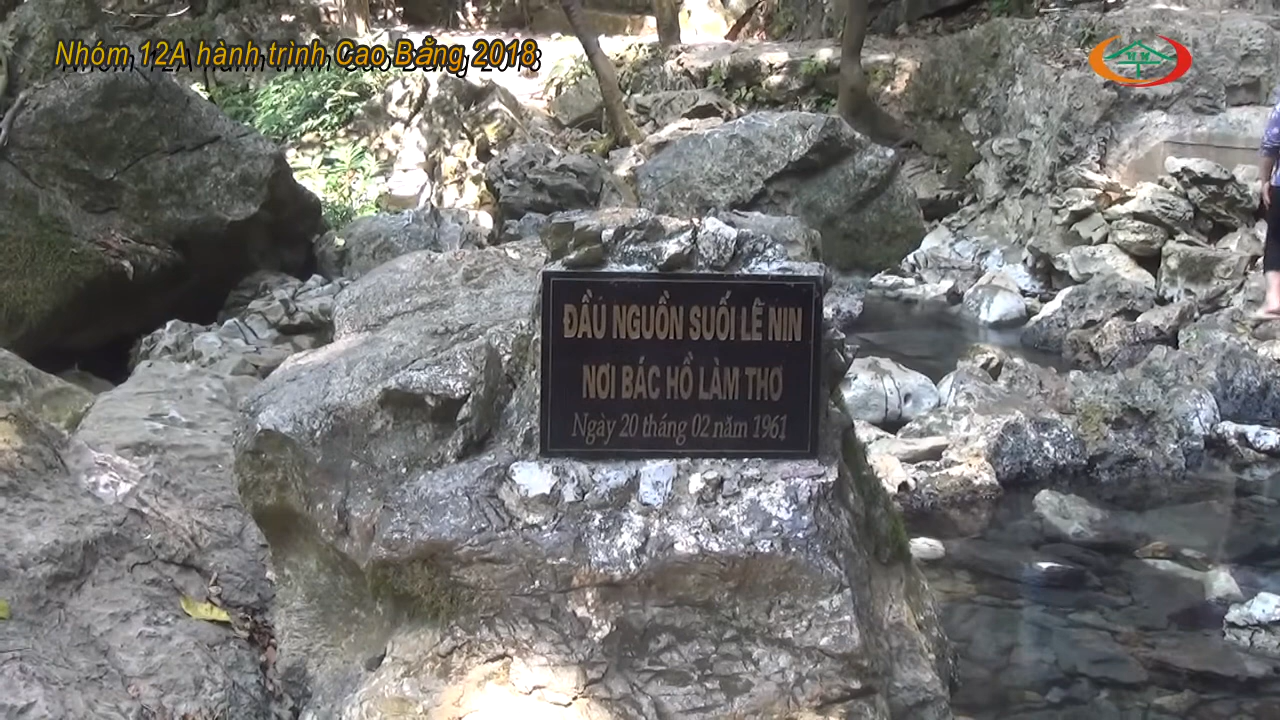 Nhóm 12A hành trình Cao Bằng 2018
ĐẦU NGUỒN SUỐI LÊ NIN
NƠI BÁC HỒ LÀM THƠ
Ngày 20 tháng 02 năm 1961